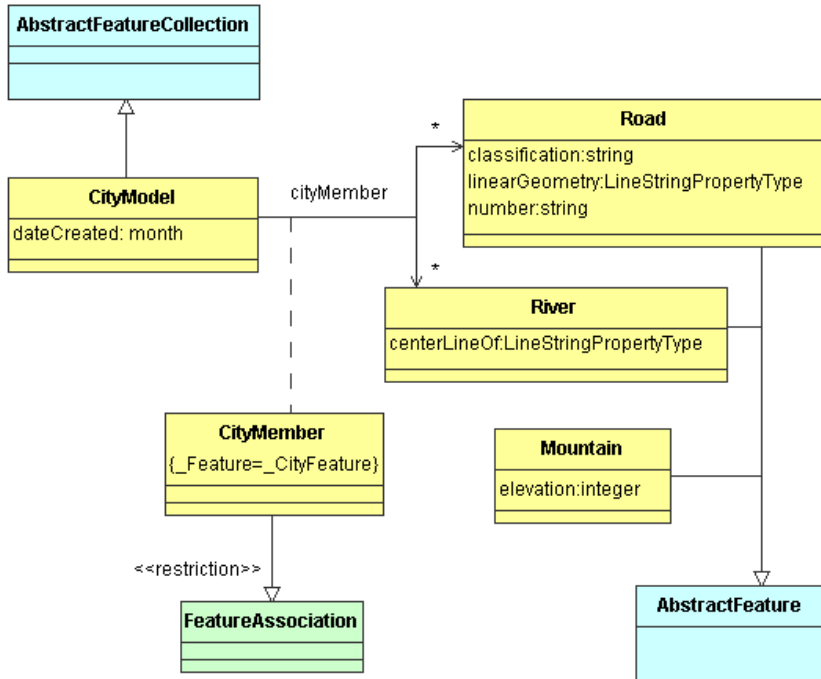 AbstractFeatureCollection
CityModel
dateCreated: month
cityMember
*
*
Road
classification:string
linearGeometry:LineStringPropertyType
number:string
River
centerLineOf:LineStringPropertyType
CityMember
{_Feature=_CityFeature}
Mountain
elevation:integer
<<restriction>>
FeatureAssociation
AbstractFeature